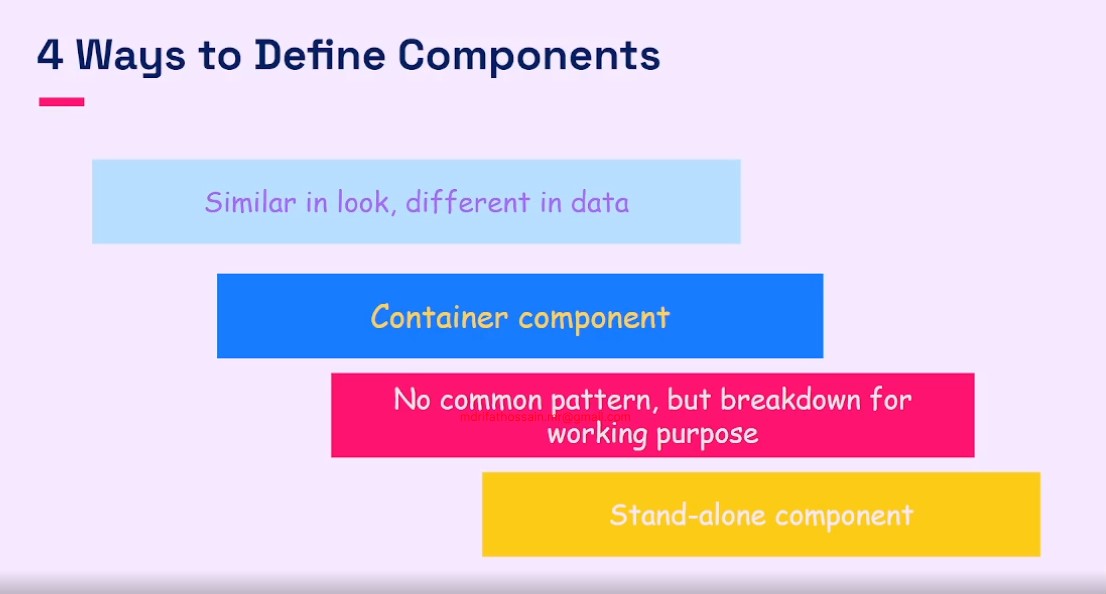 4 Ways to Define Components
Similar in look, different in data
Container component
No common pattern, but breakdown for
working purpose
Stand-alone component